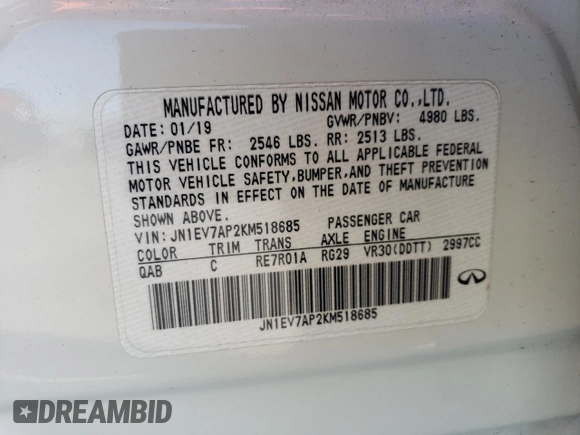 MANUFACTURED BY NISSAN MOTOR CO.,LTD.
DATE: 01/19 GVWR/PNBV: 4980 LBS.
GAWR/PNBE FR: 2546 LBS. RR: 2513 LBS.
THIS VEHICLE CONFORMS TO ALL APPLICABLE FEDERAL
MOTOR VEHICLE SAFETY,BUMPER,AND THEFT PREVENTION
STANDARDS IN EFFECT ON THE DATE OF MANUFACTURE
SHOWN ABOVE.
VIN: JN1EV7AP2KM518685 PASSENGER CAR
COLOR TRIM TRANS AXLE ENGINE
QAB C RE7R01A RG29 VR30(DDTT) 2997CC
JN1EV7AP2KM518685
DREAMBID